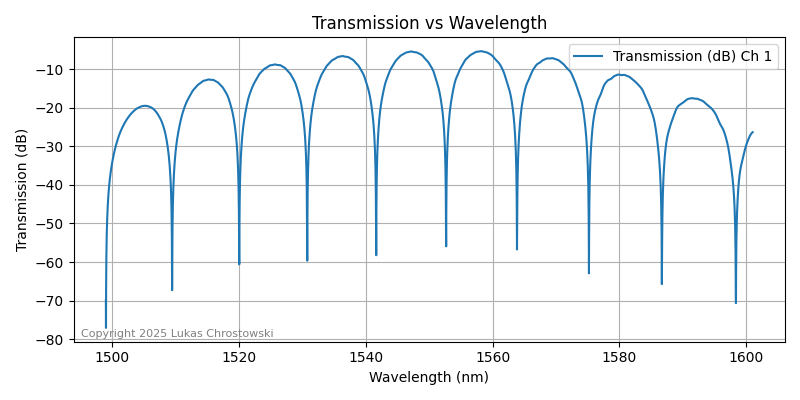 Transmission vs Wavelength
Transmission (dB) Ch 1
Transmission (dB)
−10
−20
−30
−40
−50
−60
−70
−80
Copyright 2025 Lukas Chrostowski
1500 1520 1540 1560 1580 1600
Wavelength (nm)